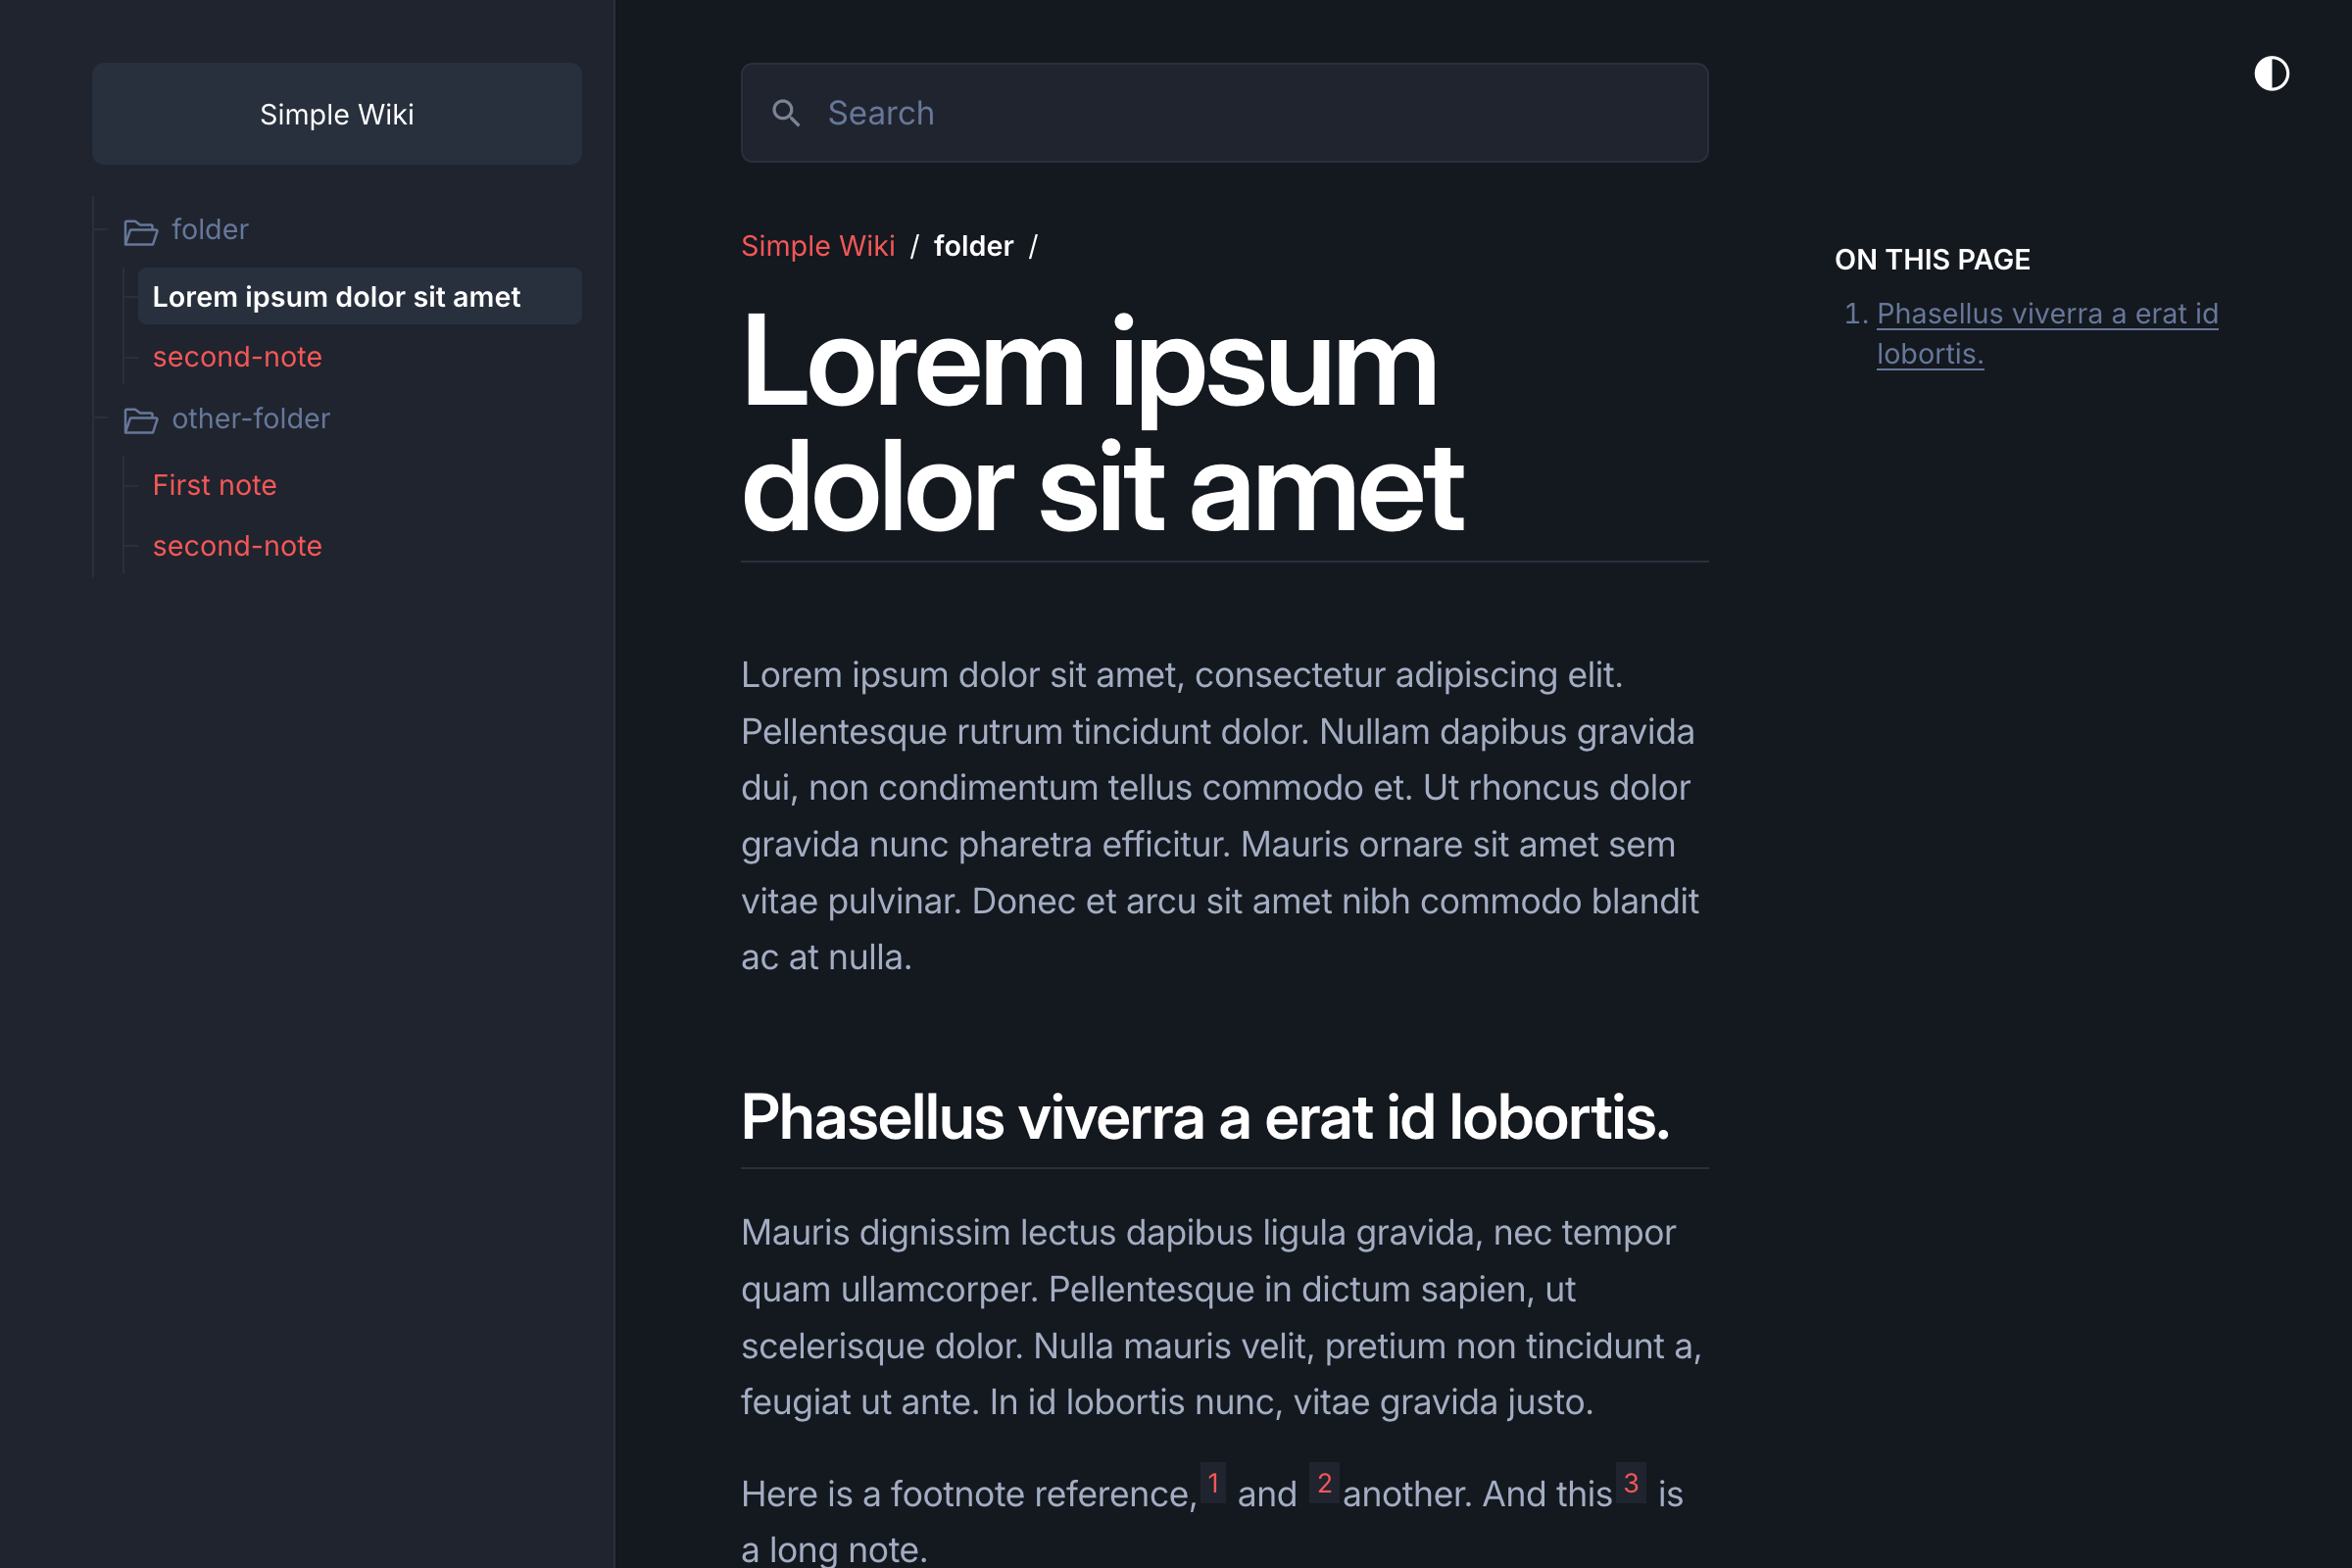 Simple Wiki
folder
Lorem ipsum dolor sit amet
second-note
other-folder
First note
second-note
Search
Simple Wiki / folder /
Lorem ipsum
dolor sit amet
Lorem ipsum dolor sit amet, consectetur adipiscing elit.
Pellentesque rutrum tincidunt dolor. Nullam dapibus gravida
dui, non condimentum tellus commodo et. Ut rhoncus dolor
gravida nunc pharetra efficitur. Mauris ornare sit amet sem
vitae pulvinar. Donec et arcu sit amet nibh commodo blandit
ac at nulla.
Phasellus viverra a erat id lobortis.
Mauris dignissim lectus dapibus ligula gravida, nec tempor
quam ullamcorper. Pellentesque in dictum sapien, ut
scelerisque dolor. Nulla mauris velit, pretium non tincidunt a,
feugiat ut ante. In id lobortis nunc, vitae gravida justo.
Here is a footnote reference,1 and 2 another. And this3 is
a long note.
ON THIS PAGE
1. Phasellus viverra a erat id
lobortis.